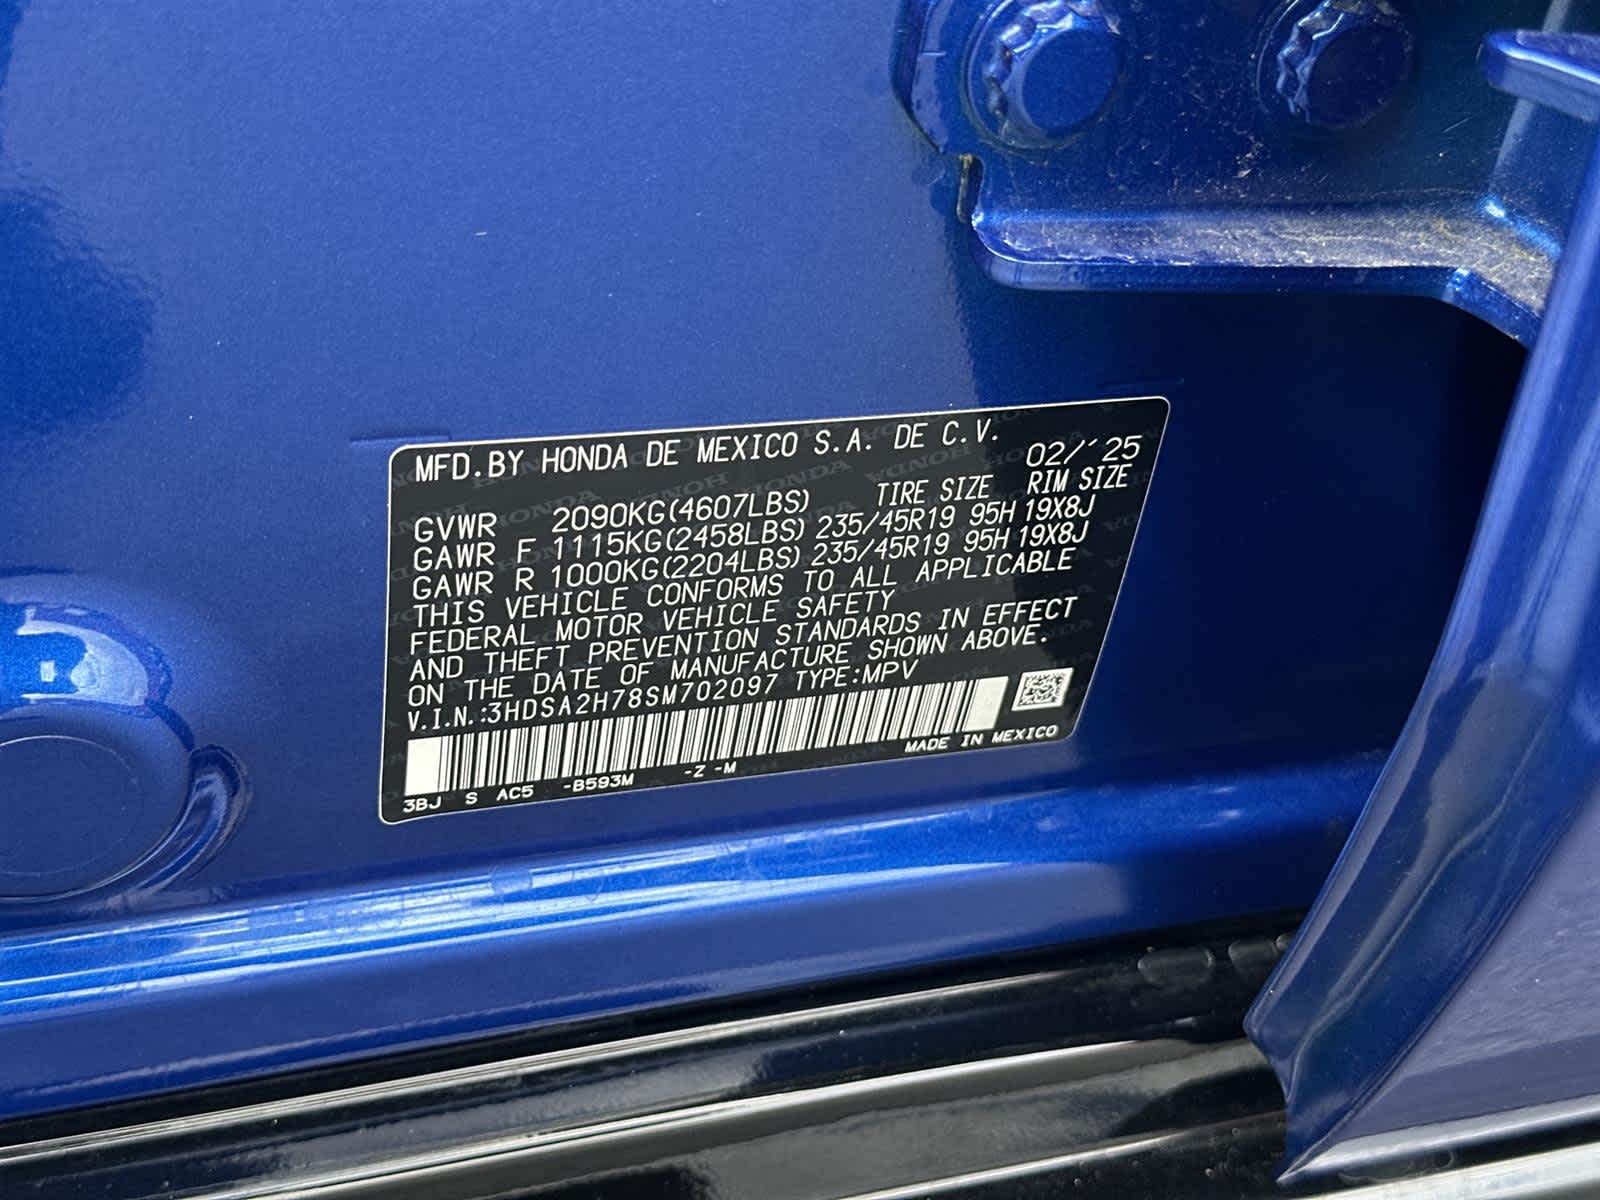 MFD.BY HONDA DE MEXICO S.A. DE C.V.
02/´25
TIRE SIZE RIM SIZE
GVWR 2090KG(4607LBS)
GAWR F 1115KG(2458LBS) 235/45R19 95H 19X8J
GAWR R 1000KG(2204LBS) 235/45R19 95H 19X8J
THIS VEHICLE CONFORMS TO ALL APPLICABLE
FEDERAL MOTOR VEHICLE SAFETY
AND THEFT PREVENTION STANDARDS IN EFFECT
ON THE DATE OF MANUFACTURE SHOWN ABOVE.
V.I.N.:3HDSA2H78SM702097 TYPE:MPV
MADE IN MEXICO
3BJ S AC5 -B593M -Z -M